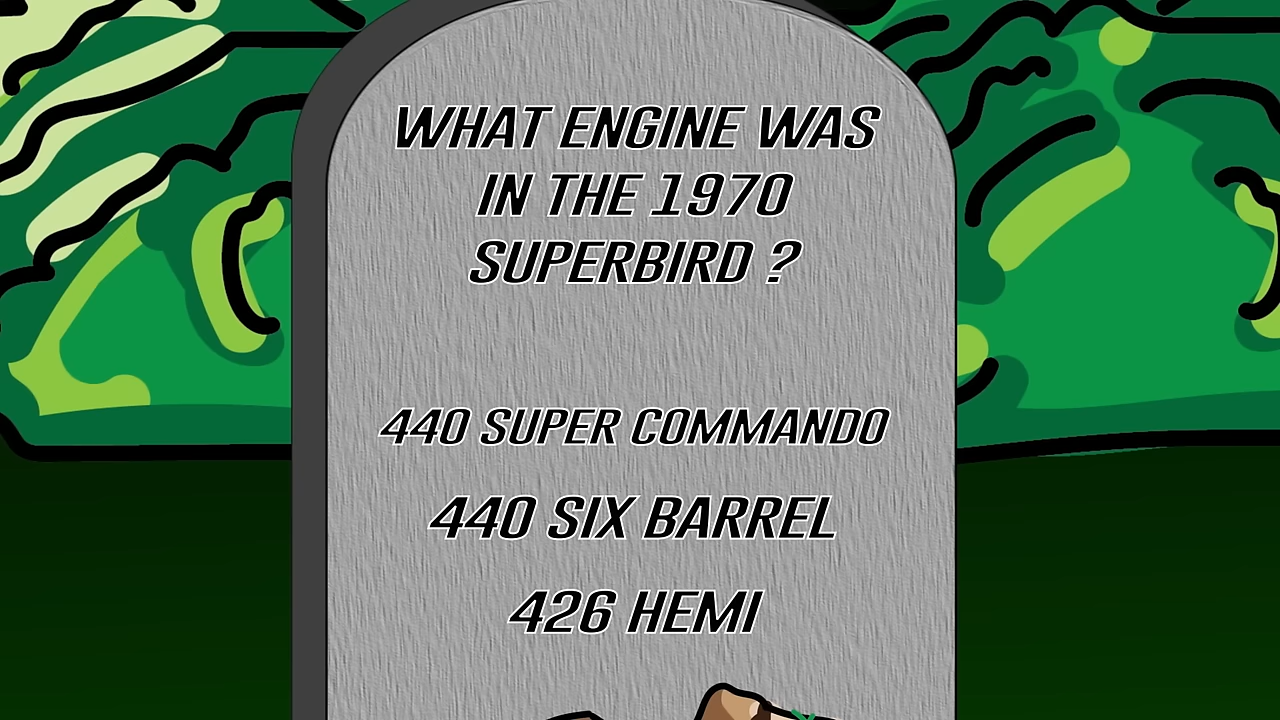 WHAT ENGINE WAS
IN THE 1970
SUPERBIRD ?
440 SUPER COMMANDO
440 SIX BARREL
426 HEMI